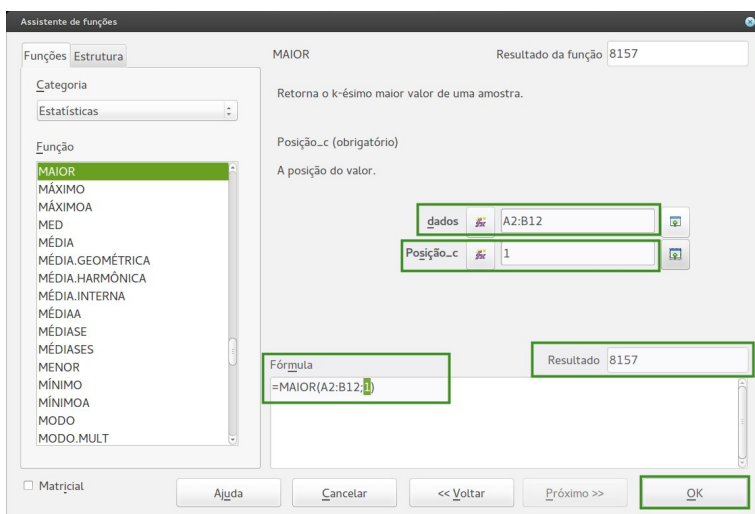 Assistente de funções
Funções Estrutura
MAIOR
Resultado da função 8157
Categoria
Estatísticas
Retorna o k-ésimo maior valor de uma amostra.
Função
Posição_c (obrigatório)
A posição do valor.
MAIOR
MÁXIMO
MÁXIMOA
MED
MÉDIA
MÉDIA.GEOMÉTRICA
MÉDIA.HARMÔNICA
MÉDIA.INTERNA
MÉDIAA
MÉDIASE
MÉDIASES
MENOR
MÍNIMO
MÍNIMOA
MODO
MODO.MULT
dados fx A2:B12
Posição_c fx 1
Resultado 8157
Fórmula
=MAIOR(A2:B12;1)
Matricial
Ajuda
Cancelar
<< Voltar
Próximo >>
OK